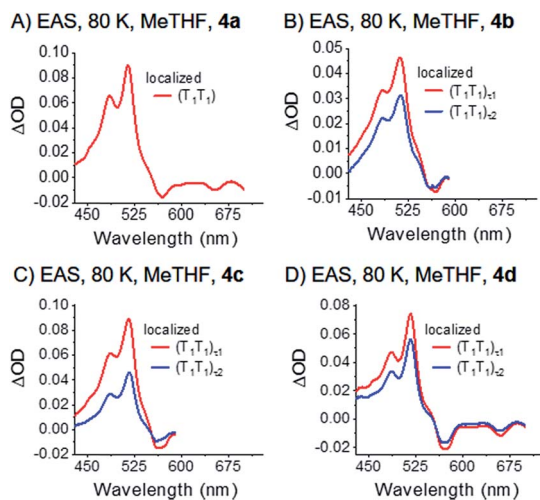 A) EAS, 80 K, MeTHF, 4a
localized
(T₁T₁)
ΔOD
0.10
0.08
0.06
0.04
0.02
0.00
-0.02
450 525 600 675
Wavelength (nm)
B) EAS, 80 K, MeTHF, 4b
localized
(T₁T₁)τ1
(T₁T₁)τ2
ΔOD
0.05
0.04
0.03
0.02
0.01
0.00
-0.01
450 525 600 675
Wavelength (nm)
C) EAS, 80 K, MeTHF, 4c
localized
(T₁T₁)τ1
(T₁T₁)τ2
ΔOD
0.10
0.08
0.06
0.04
0.02
0.00
-0.02
450 525 600 675
Wavelength (nm)
D) EAS, 80 K, MeTHF, 4d
localized
(T₁T₁)τ1
(T₁T₁)τ2
ΔOD
0.08
0.06
0.04
0.02
0.00
0.02
450 525 600 675
Wavelength (nm)